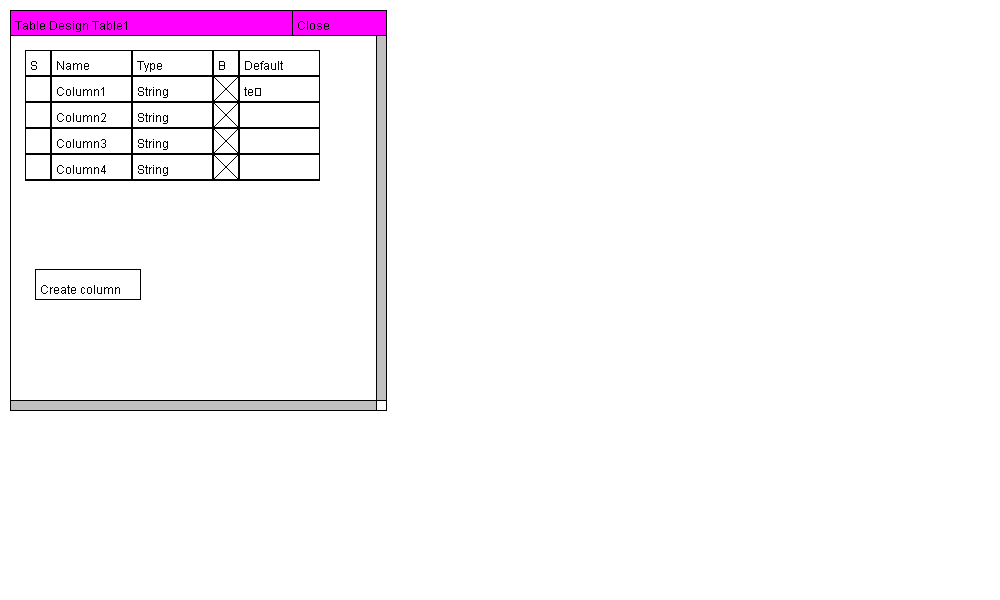 Table Design Table1 Close
S Name Type B Default
Column1 String te▯
Column2 String
Column3 String
Column4 String
Create column